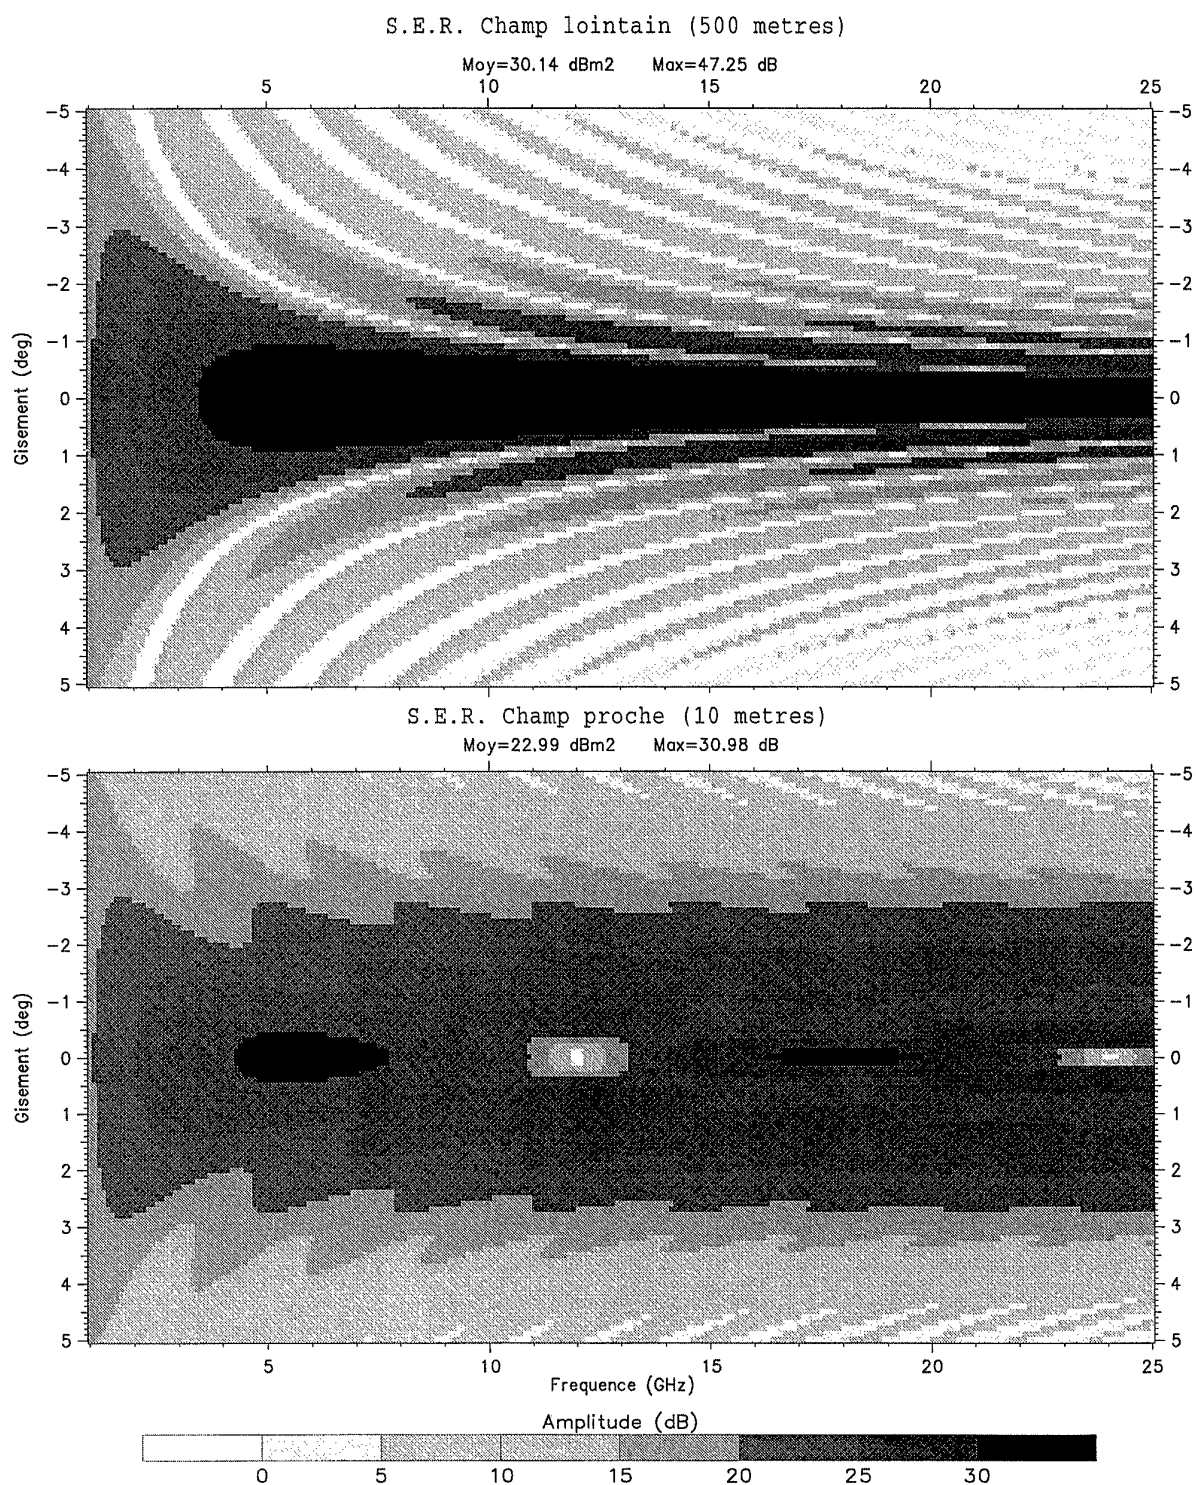 S.E.R. Champ lointain (500 metres)
Moy=30.14 dBm2 Max=47.25 dB
5 10 15 20 25
-5 -5
-4 -4
-3 -3
-2 -2
-1 -1
0 0
1 1
2 2
3 3
4 4
5 5
Gisement (deg)
S.E.R. Champ proche (10 metres)
Moy=22.99 dBm2 Max=30.98 dB
-5 -5
-4 -4
-3 -3
-2 -2
-1 -1
0 0
1 1
2 2
3 3
4 4
5 5
Gisement (deg)
5 10 15 20 25
Frequence (GHz)
Amplitude (dB)
0 5 10 15 20 25 30